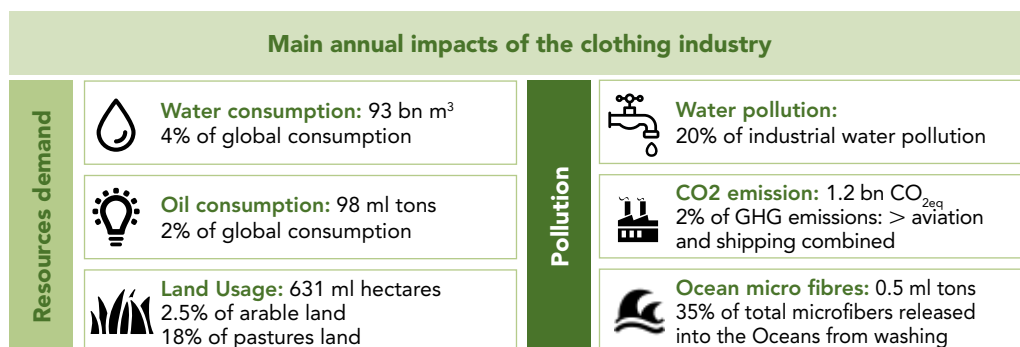 Main annual impacts of the clothing industry
Resources demand
Water consumption: 93 bn m³
4% of global consumption
Oil consumption: 98 ml tons
2% of global consumption
Land Usage: 631 ml hectares
2.5% of arable land
18% of pastures land
Pollution
Water pollution:
20% of industrial water pollution
CO2 emission: 1.2 bn CO₂eq
2% of GHG emissions: > aviation
and shipping combined
Ocean micro fibres: 0.5 ml tons
35% of total microfibers released
into the Oceans from washing